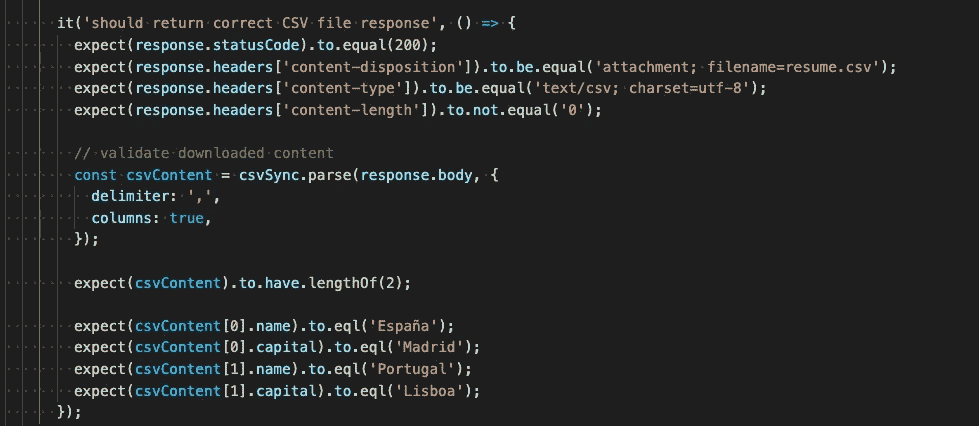 it('should return correct CSV file response', () => {
expect(response.statusCode).to.equal(200);
expect(response.headers['content-disposition']).to.be.equal('attachment; filename=resume.csv');
expect(response.headers['content-type']).to.be.equal('text/csv; charset=utf-8');
expect(response.headers['content-length']).to.not.equal('0');
// validate downloaded content
const csvContent = csvSync.parse(response.body, {
delimiter: ',',
columns: true,
});
expect(csvContent).to.have.lengthOf(2);
expect(csvContent[0].name).to.eql('España');
expect(csvContent[0].capital).to.eql('Madrid');
expect(csvContent[1].name).to.eql('Portugal');
expect(csvContent[1].capital).to.eql('Lisboa');
});